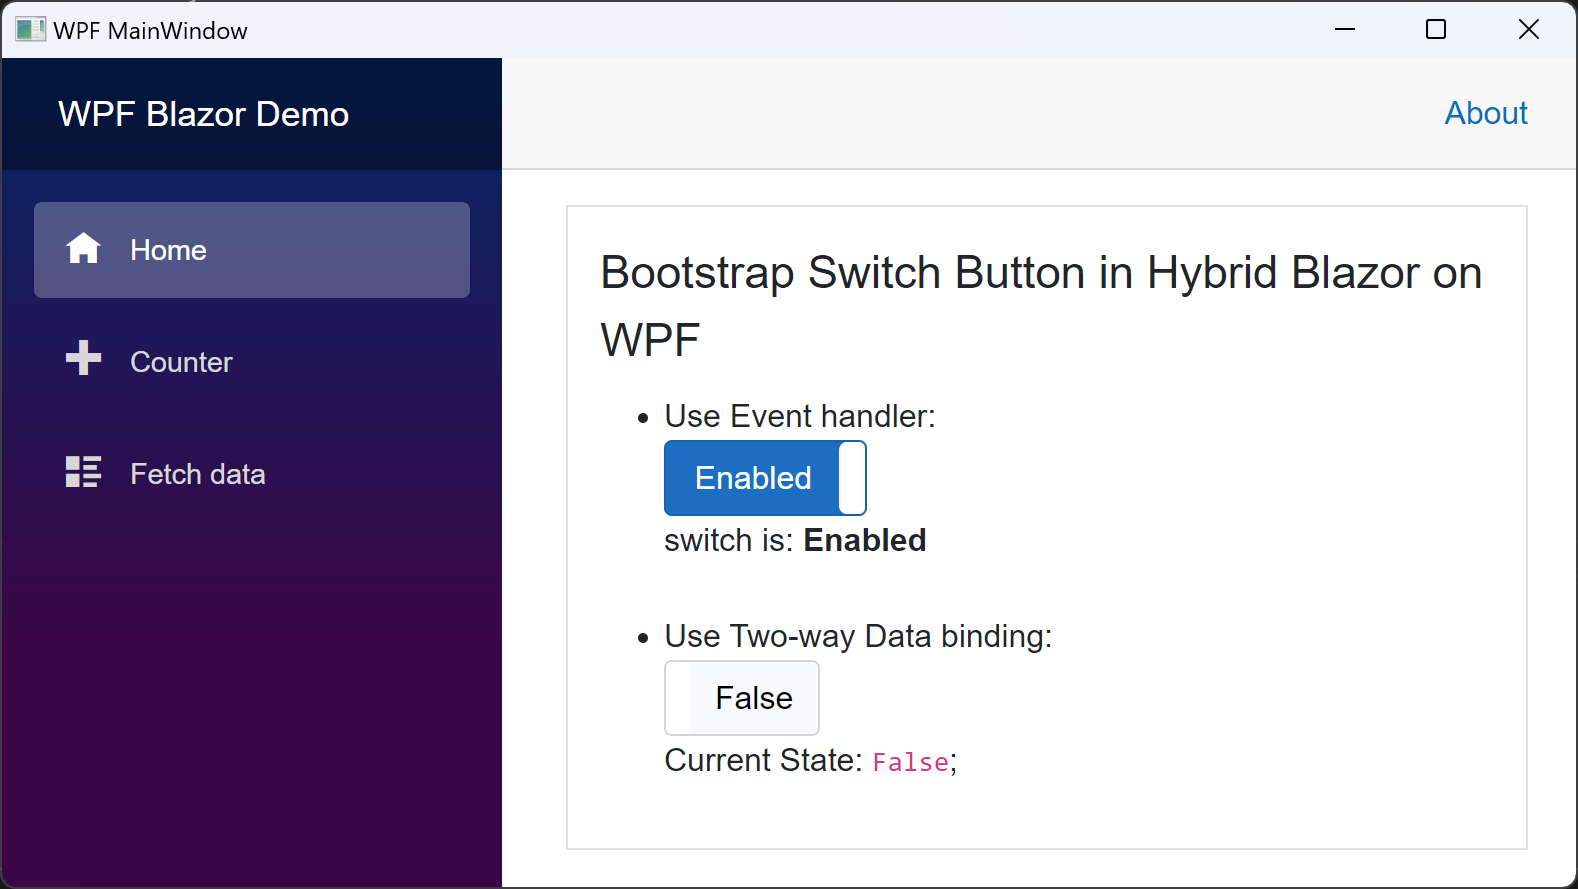 WPF MainWindow
WPF Blazor Demo
About
Home
Counter
Fetch data
Bootstrap Switch Button in Hybrid Blazor on
WPF
Use Event handler:
Enabled
switch is: Enabled
Use Two-way Data binding:
False
Current State: False;